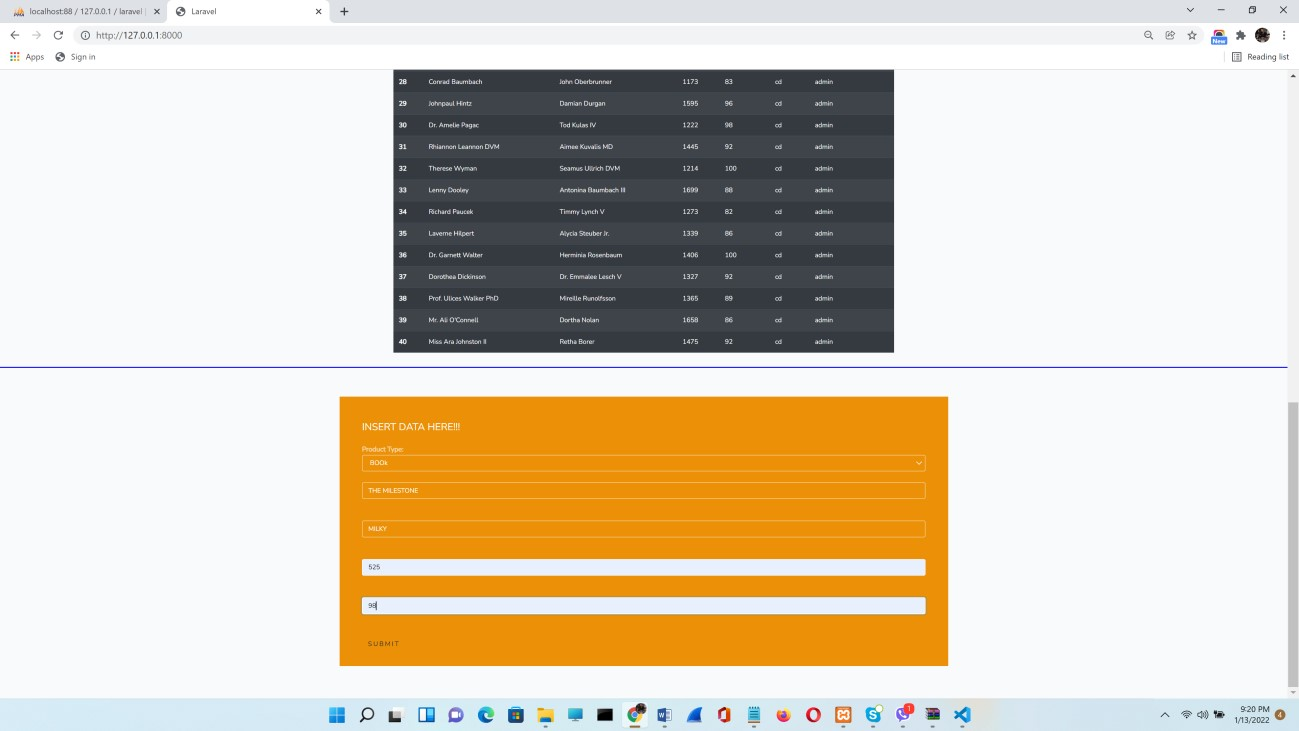 localhost:88 / 127.0.0.1 / laravel |
Laravel
http://127.0.0.1:8000
New
Apps
Sign in
Reading list
28 Conrad Baumbach John Oberbrunner 1173 83 cd admin
29 Johnpaul Hintz Damian Durgan 1595 96 cd admin
30 Dr. Amelie Pagac Tod Kulas IV 1222 98 cd admin
31 Rhiannon Leannon DVM Aimee Kuvalis MD 1445 92 cd admin
32 Therese Wyman Seamus Ullrich DVM 1214 100 cd admin
33 Lenny Dooley Antonina Baumbach III 1699 88 cd admin
34 Richard Paucek Timmy Lynch V 1273 82 cd admin
35 Laverne Hilpert Alycia Steuber Jr. 1339 86 cd admin
36 Dr. Garnett Walter Herminia Rosenbaum 1406 100 cd admin
37 Dorothea Dickinson Dr. Emmalee Lesch V 1327 92 cd admin
38 Prof. Ulices Walker PhD Mireille Runolfsson 1365 89 cd admin
39 Mr. Ali O'Connell Dortha Nolan 1658 86 cd admin
40 Miss Ara Johnston II Retha Borer 1475 92 cd admin
INSERT DATA HERE!!!
Product Type:
BOOk
THE MILESTONE
MILKY
525
98
SUBMIT
1
9:20 PM
1/13/2022
4